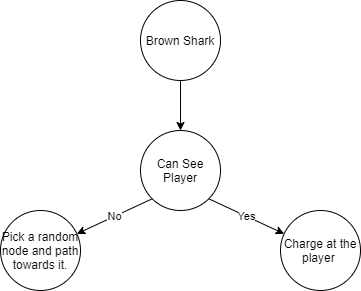 Brown Shark
Can See
Player
No
Yes
Pick a random
node and path
towards it.
Charge at the
player